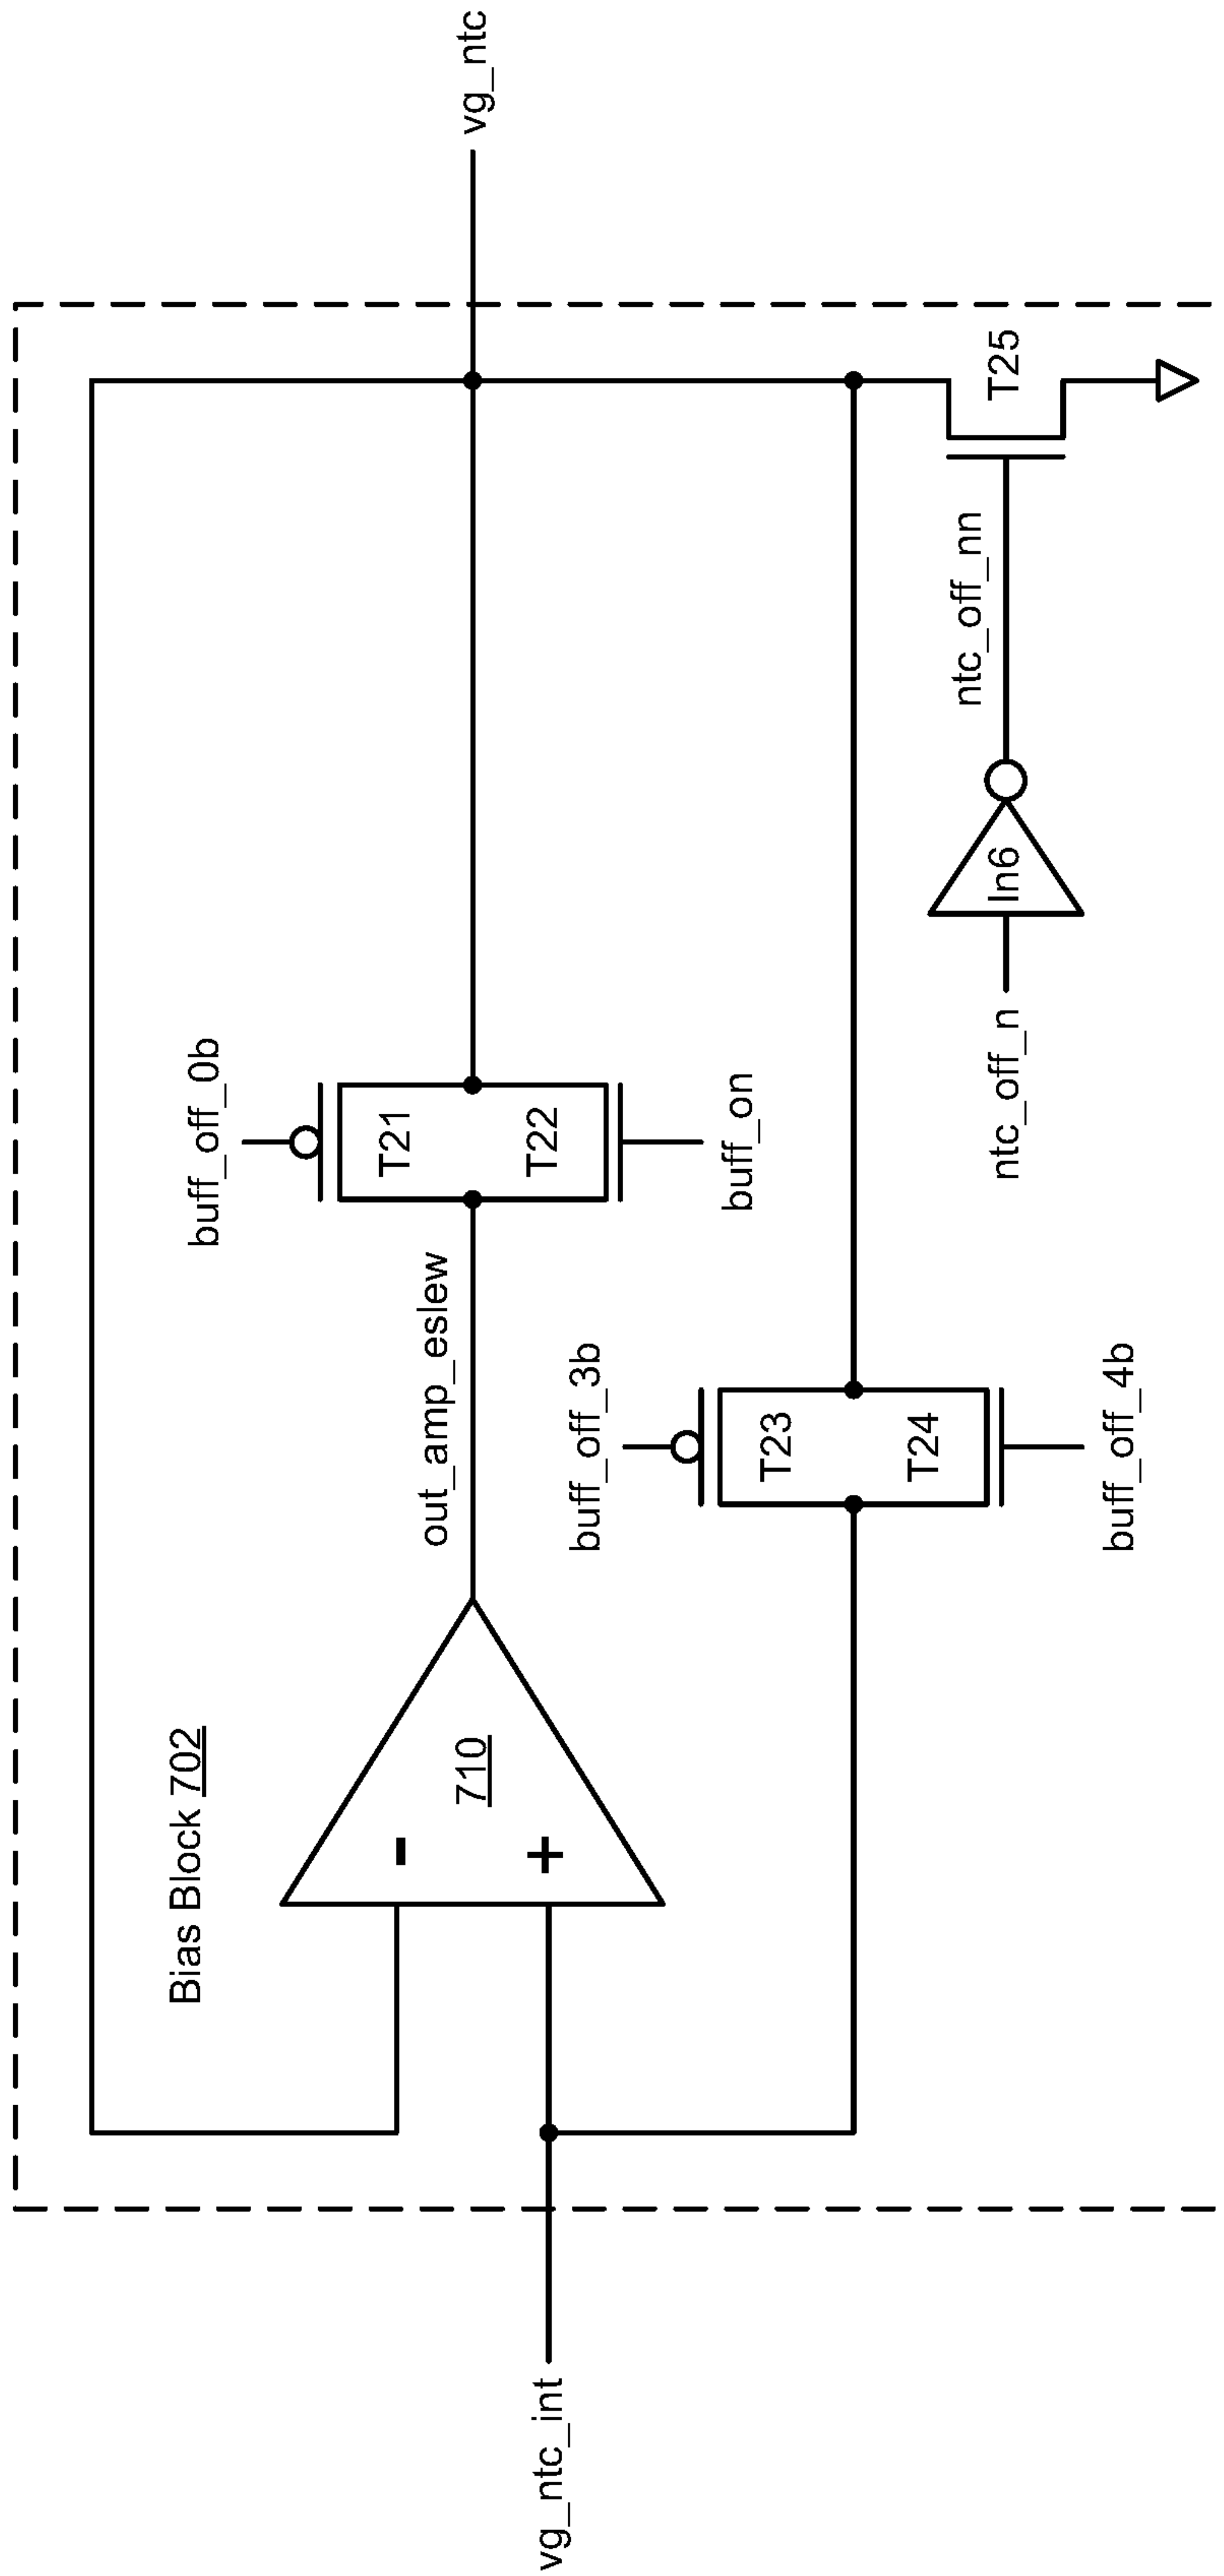 Bias Block 702
buff_off_0b
vg_ntc
T21
out_amp_eslew
-
710
T22
+
vg_ntc_int
buff_off_3b
buff_on
T23
T24
ntc_off_nn
T25
ntc_off_n
In6
buff_off_4b